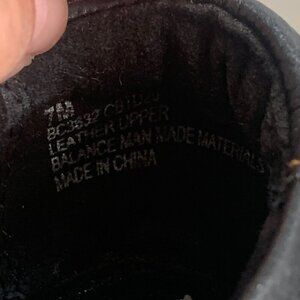 7M
LEATHER UPPER
BALANCE MAN MADE MATERIALS
MADE IN CHINA